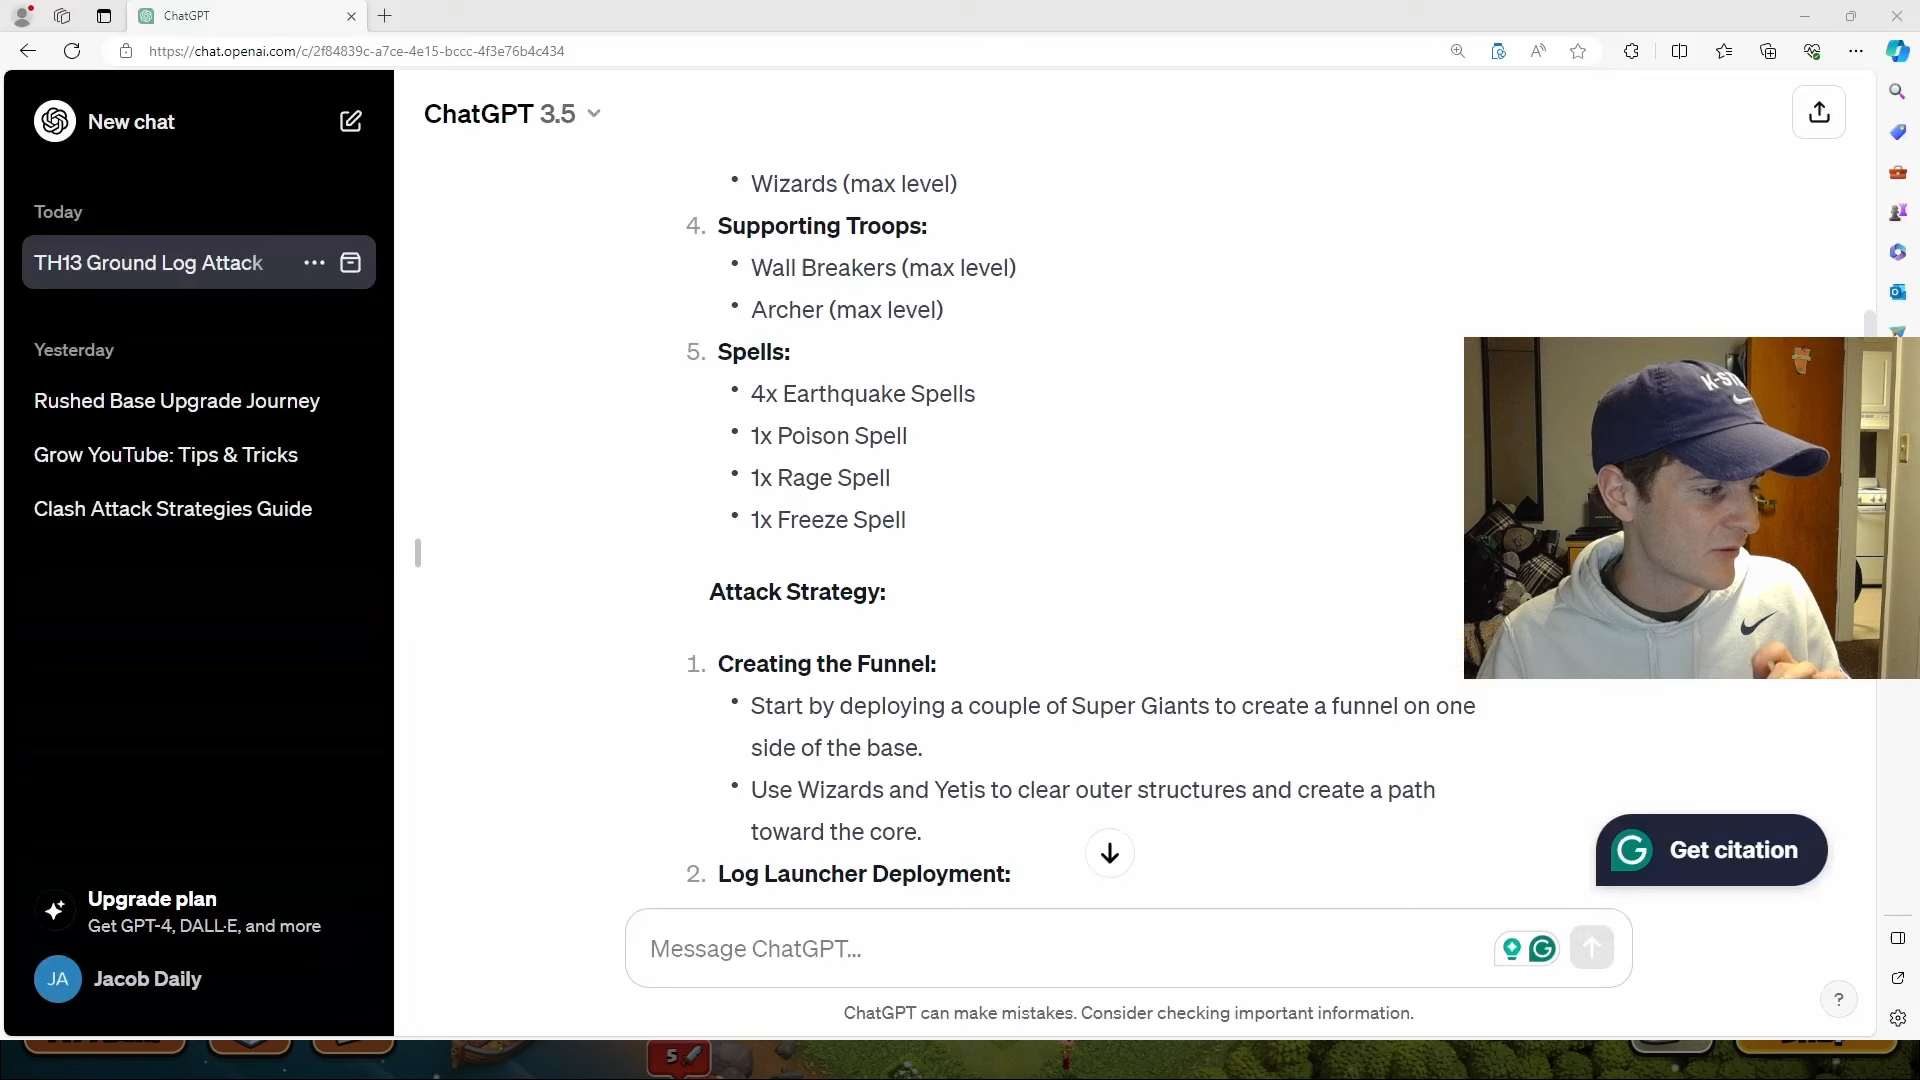 ChatGPT
https://chat.openai.com/c/2f84839c-a7ce-4e15-bccc-4f3e76b4c434
New chat
Today
TH13 Ground Log Attack
Yesterday
Rushed Base Upgrade Journey
Grow YouTube: Tips & Tricks
Clash Attack Strategies Guide
Upgrade plan
Get GPT-4, DALL·E, and more
JA Jacob Daily
ChatGPT 3.5
• Wizards (max level)
4. Supporting Troops:
• Wall Breakers (max level)
• Archer (max level)
5. Spells:
• 4x Earthquake Spells
• 1x Poison Spell
• 1x Rage Spell
• 1x Freeze Spell
Attack Strategy:
1. Creating the Funnel:
• Start by deploying a couple of Super Giants to create a funnel on one
side of the base.
• Use Wizards and Yetis to clear outer structures and create a path
toward the core.
2. Log Launcher Deployment:
Get citation
Message ChatGPT...
ChatGPT can make mistakes. Consider checking important information.
?
5